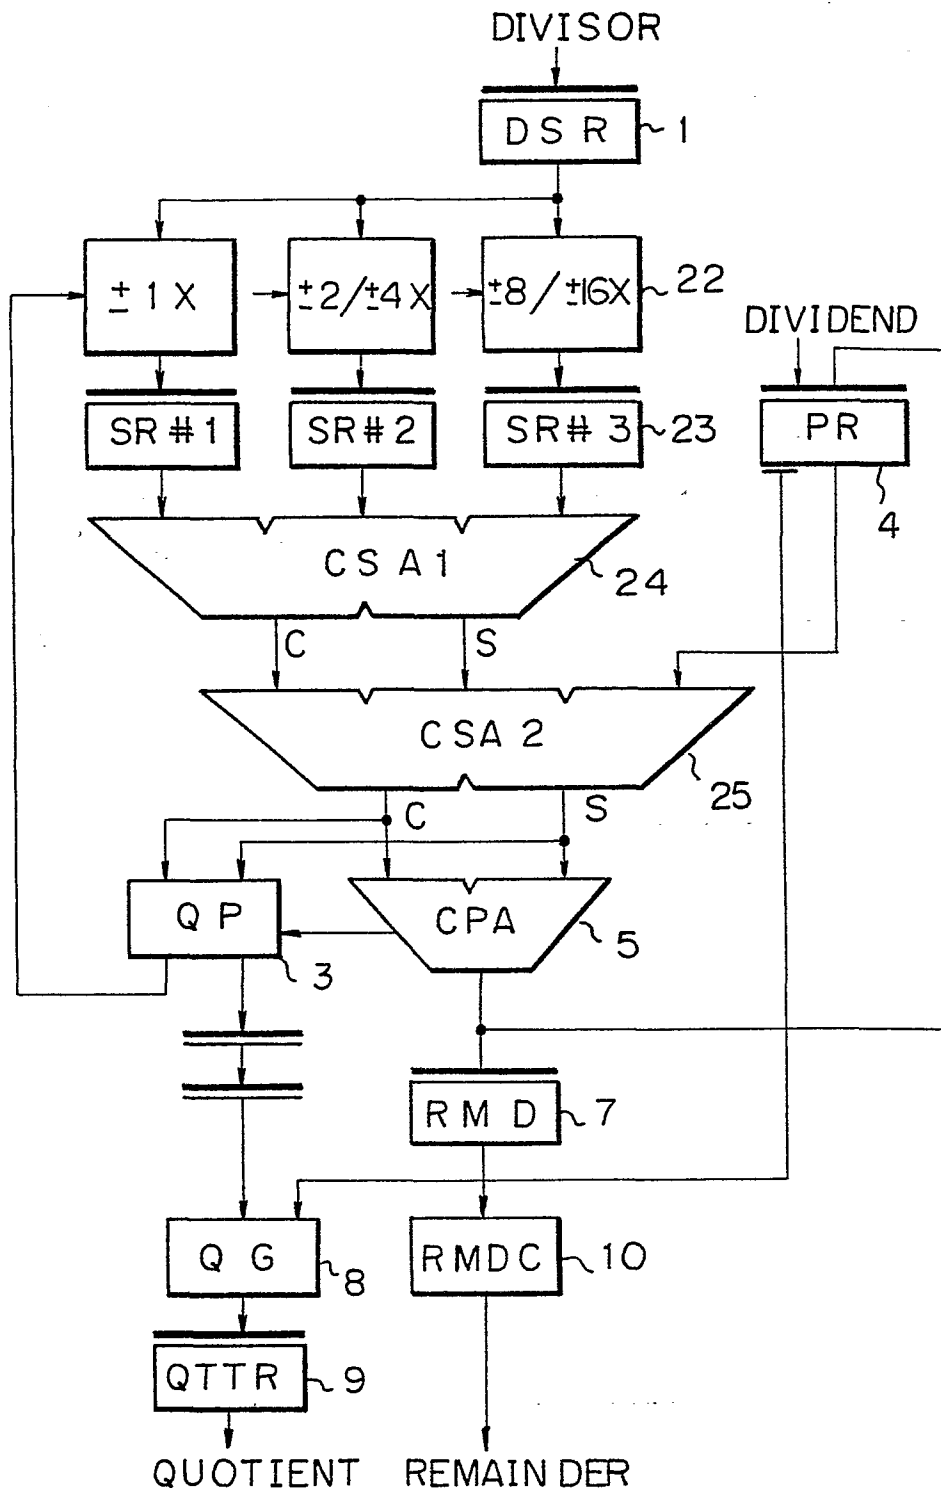 DIVISOR
DSR 1
±1X ±2/±4X ±8/±16X 22
DIVIDEND
SR#1 SR#2 SR#3 23 PR
4
CSA1 24
C S
CSA2
25
C S
QP CPA 5
3
RMD 7
QG 8 RMDC 10
QTTR 9
QUOTIENT REMAINDER